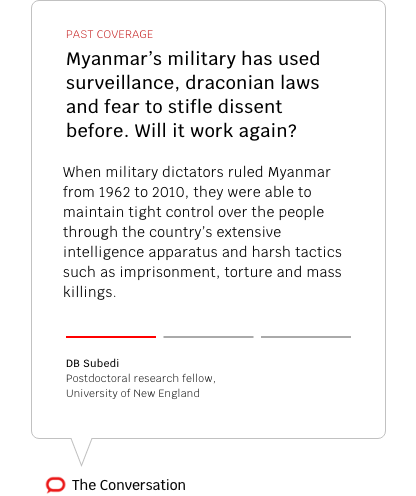 PAST COVERAGE
Myanmar’s military has used
surveillance, draconian laws
and fear to stifle dissent
before. Will it work again?
When military dictators ruled Myanmar
from 1962 to 2010, they were able to
maintain tight control over the people
through the country’s extensive
intelligence apparatus and harsh tactics
such as imprisonment, torture and mass
killings.
DB Subedi
Postdoctoral research fellow,
University of New England
The Conversation